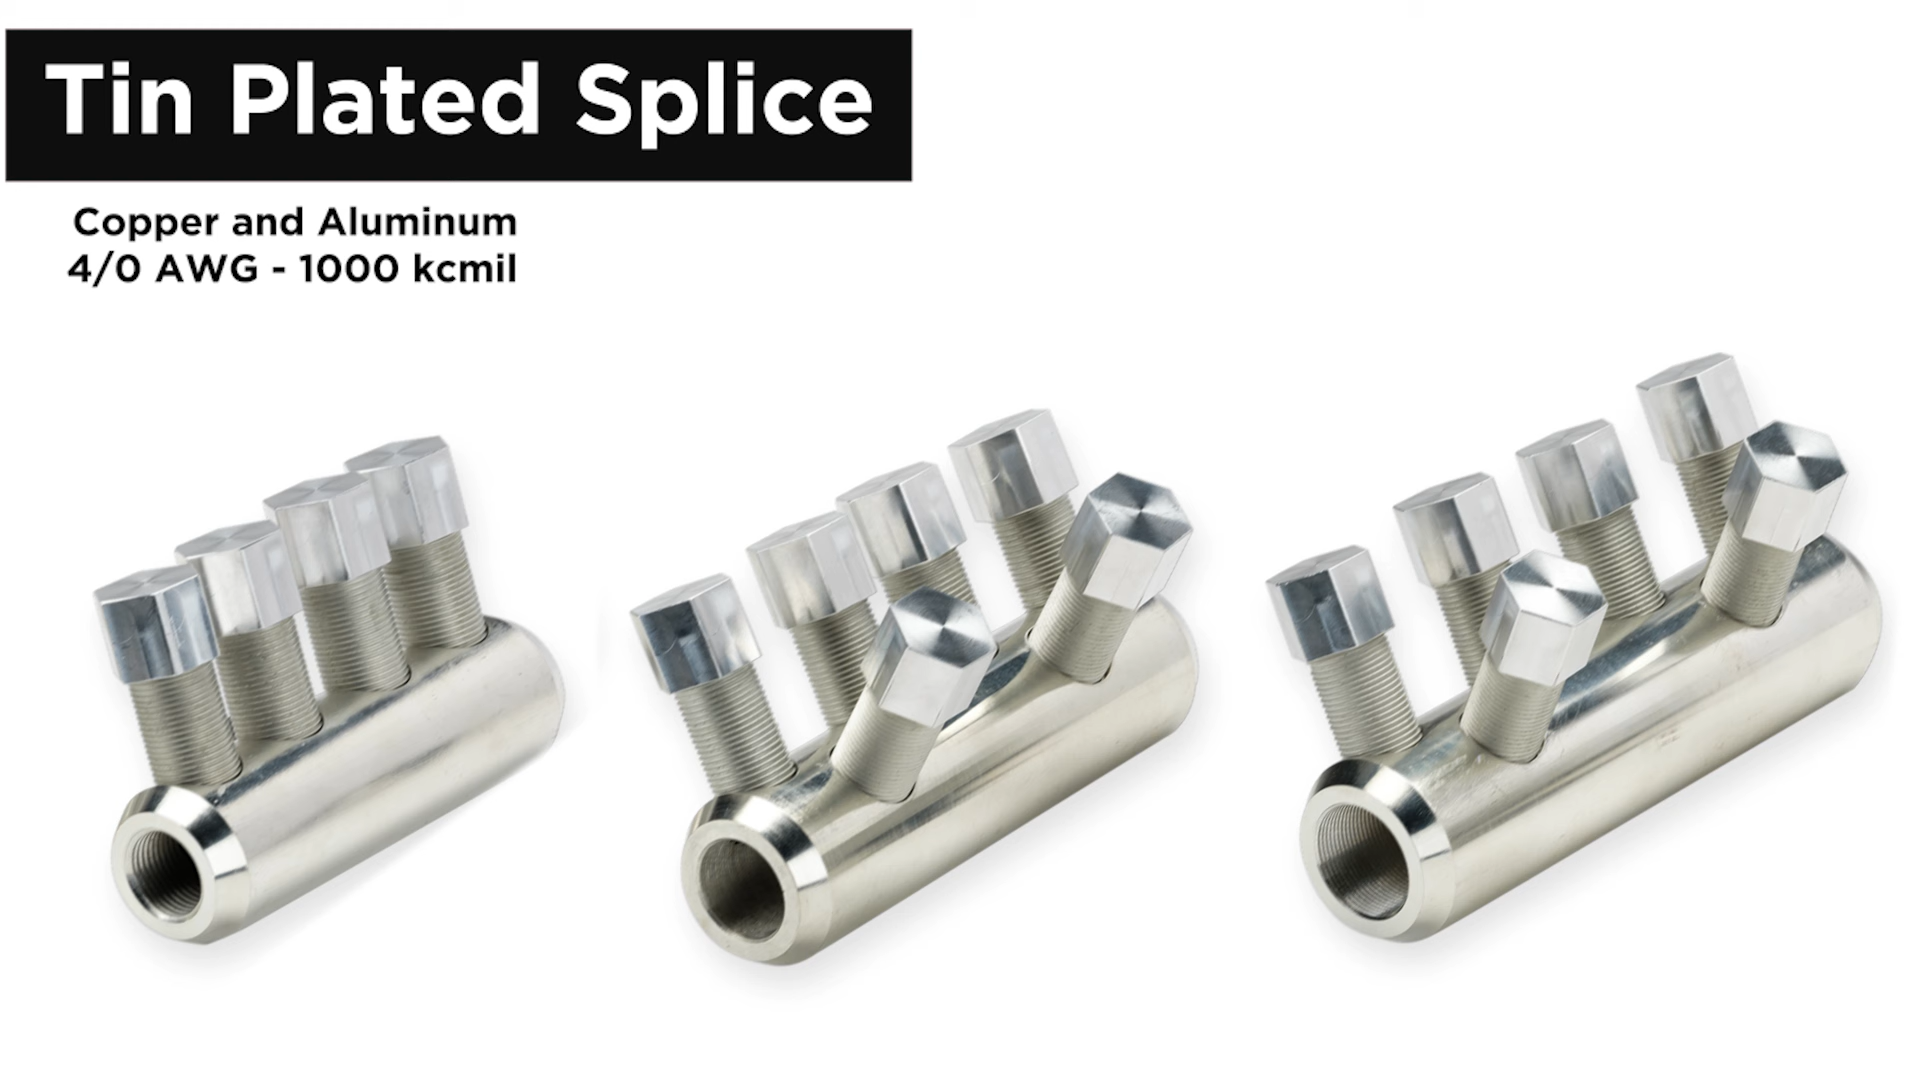 Tin Plated Splice
Copper and Aluminum
4/0 AWG - 1000 kcmil